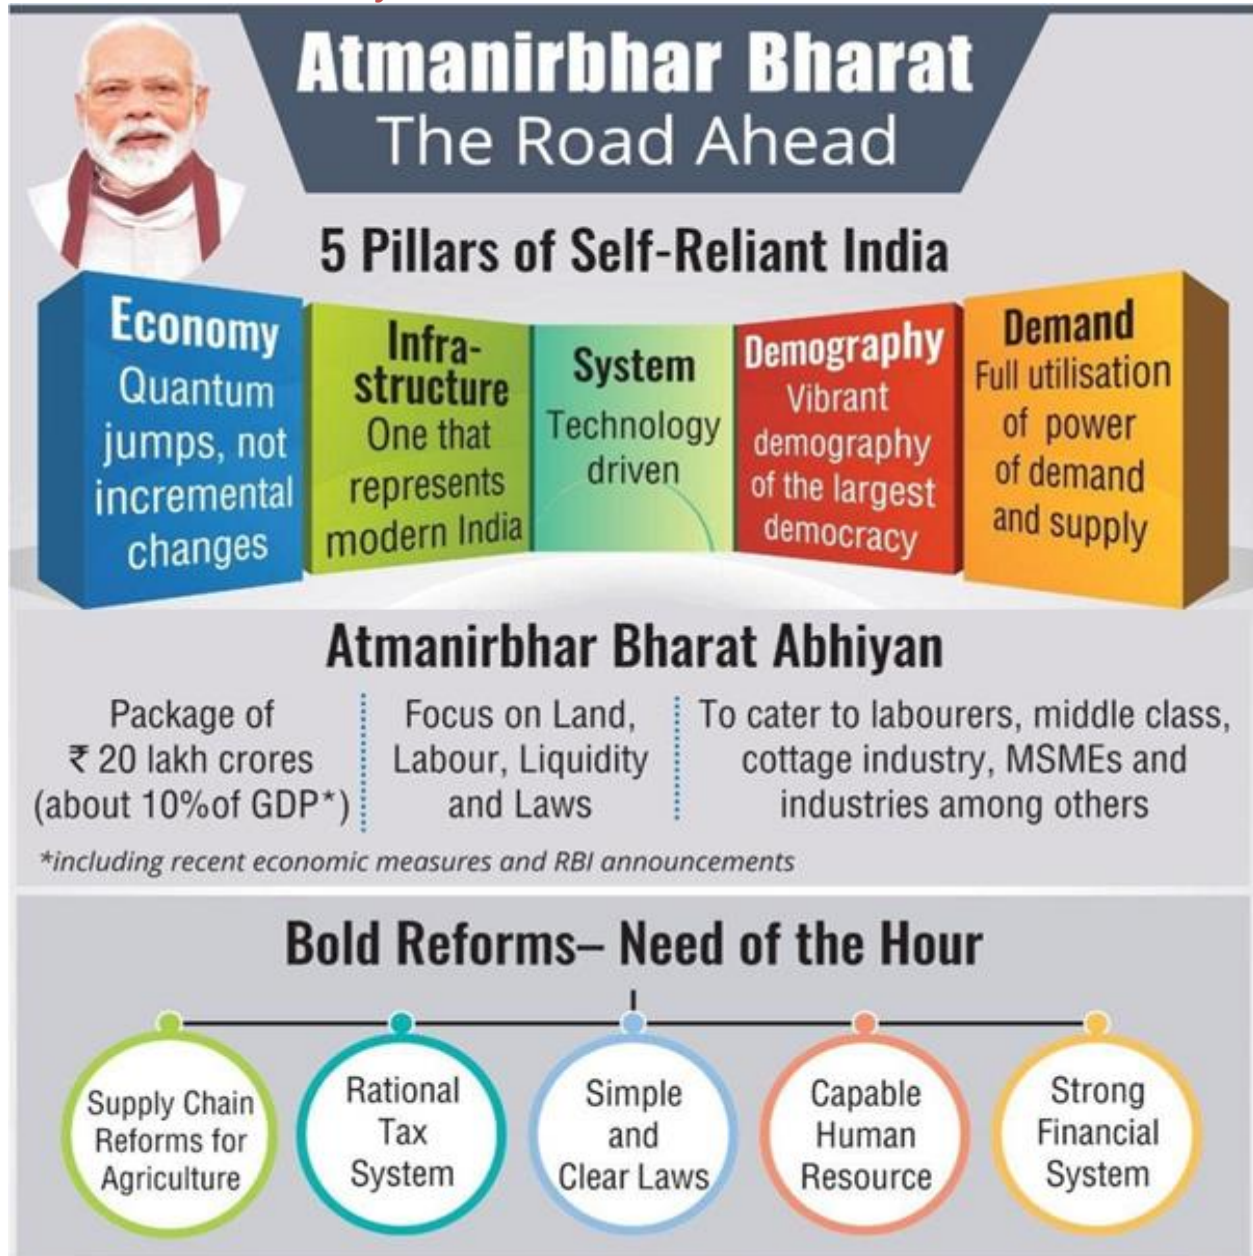 Atmanirbhar Bharat
The Road Ahead
5 Pillars of Self-Reliant India
Economy
Quantum
jumps, not
incremental
changes
Infra-
structure
One that
represents
modern India
System
Technology
driven
Demography
Vibrant
demography
of the largest
democracy
Demand
Full utilisation
of power
of demand
and supply
Atmanirbhar Bharat Abhiyan
Package of
₹ 20 lakh crores
(about 10%of GDP*)
Focus on Land,
Labour, Liquidity
and Laws
To cater to labourers, middle class,
cottage industry, MSMEs and
industries among others
*including recent economic measures and RBI announcements
Bold Reforms– Need of the Hour
Supply Chain
Reforms for
Agriculture
Rational
Tax
System
Simple
and
Clear Laws
Capable
Human
Resource
Strong
Financial
System